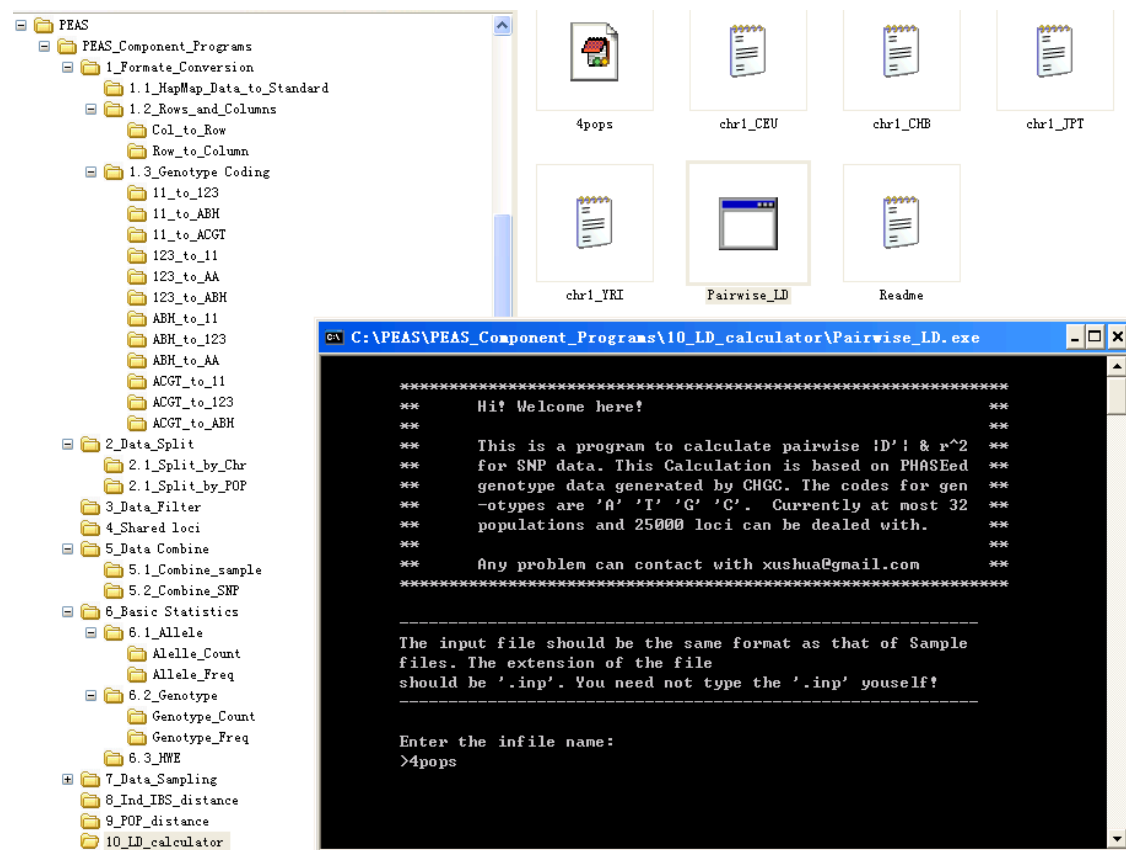 PEAS
PEAS_Component_Programs
1_Formate_Conversion
1.1_HapMap_Data_to_Standard
1.2_Rows_and_Columns
Col_to_Row
Row_to_Column
1.3_Genotype Coding
11_to_123
11_to_ABH
11_to_ACGT
123_to_11
123_to_AA
123_to_ABH
ABH_to_11
ABH_to_123
ABH_to_AA
ACGT_to_11
ACGT_to_123
ACGT_to_ABH
2_Data_Split
2.1_Split_by_Chr
2.1_Split_by_POP
3_Data_Filter
4_Shared loci
5_Data Combine
5.1_Combine_sample
5.2_Combine_SNP
6_Basic Statistics
6.1_Allele
Alelle_Count
Allele_Freq
6.2_Genotype
Genotype_Count
Genotype_Freq
6.3_HWE
7_Data_Sampling
8_Ind_IBS_distance
9_POP_distance
10_LD_calculator
4pops chr1_CEU chr1_CHB chr1_JPT
chr1_YRI Pairwise_LD Readme
C:\PEAS\PEAS_Component_Programs\10_LD_calculator\Pairwise_LD.exe
**************************************************************
** Hi! Welcome here! **
** **
** This is a program to calculate pairwise |D'| & r^2 **
** for SNP data. This Calculation is based on PHASEed **
** genotype data generated by CHGC. The codes for gen **
** -otypes are 'A' 'T' 'G' 'C'. Currently at most 32 **
** populations and 25000 loci can be dealt with. **
** **
** Any problem can contact with xushua@gmail.com **
**************************************************************
-----------------------------------------------------------
The input file should be the same format as that of Sample
files. The extension of the file
should be '.inp'. You need not type the '.inp' youself!
-----------------------------------------------------------
Enter the infile name:
>4pops